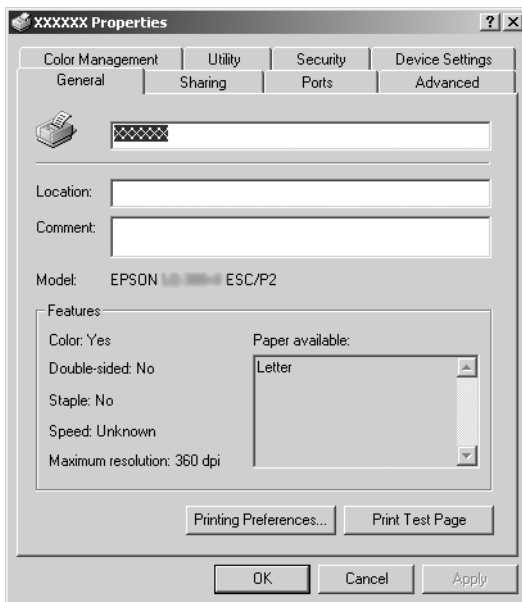 XXXXXX Properties
Color Management Utility Security Device Settings
General Sharing Ports Advanced
XXXXXX
Location:
Comment:
Model: EPSON ESC/P2
Features
Color: Yes Paper available:
Double-sided: No Letter
Staple: No
Speed: Unknown
Maximum resolution: 360 dpi
Printing Preferences... Print Test Page
OK Cancel Apply